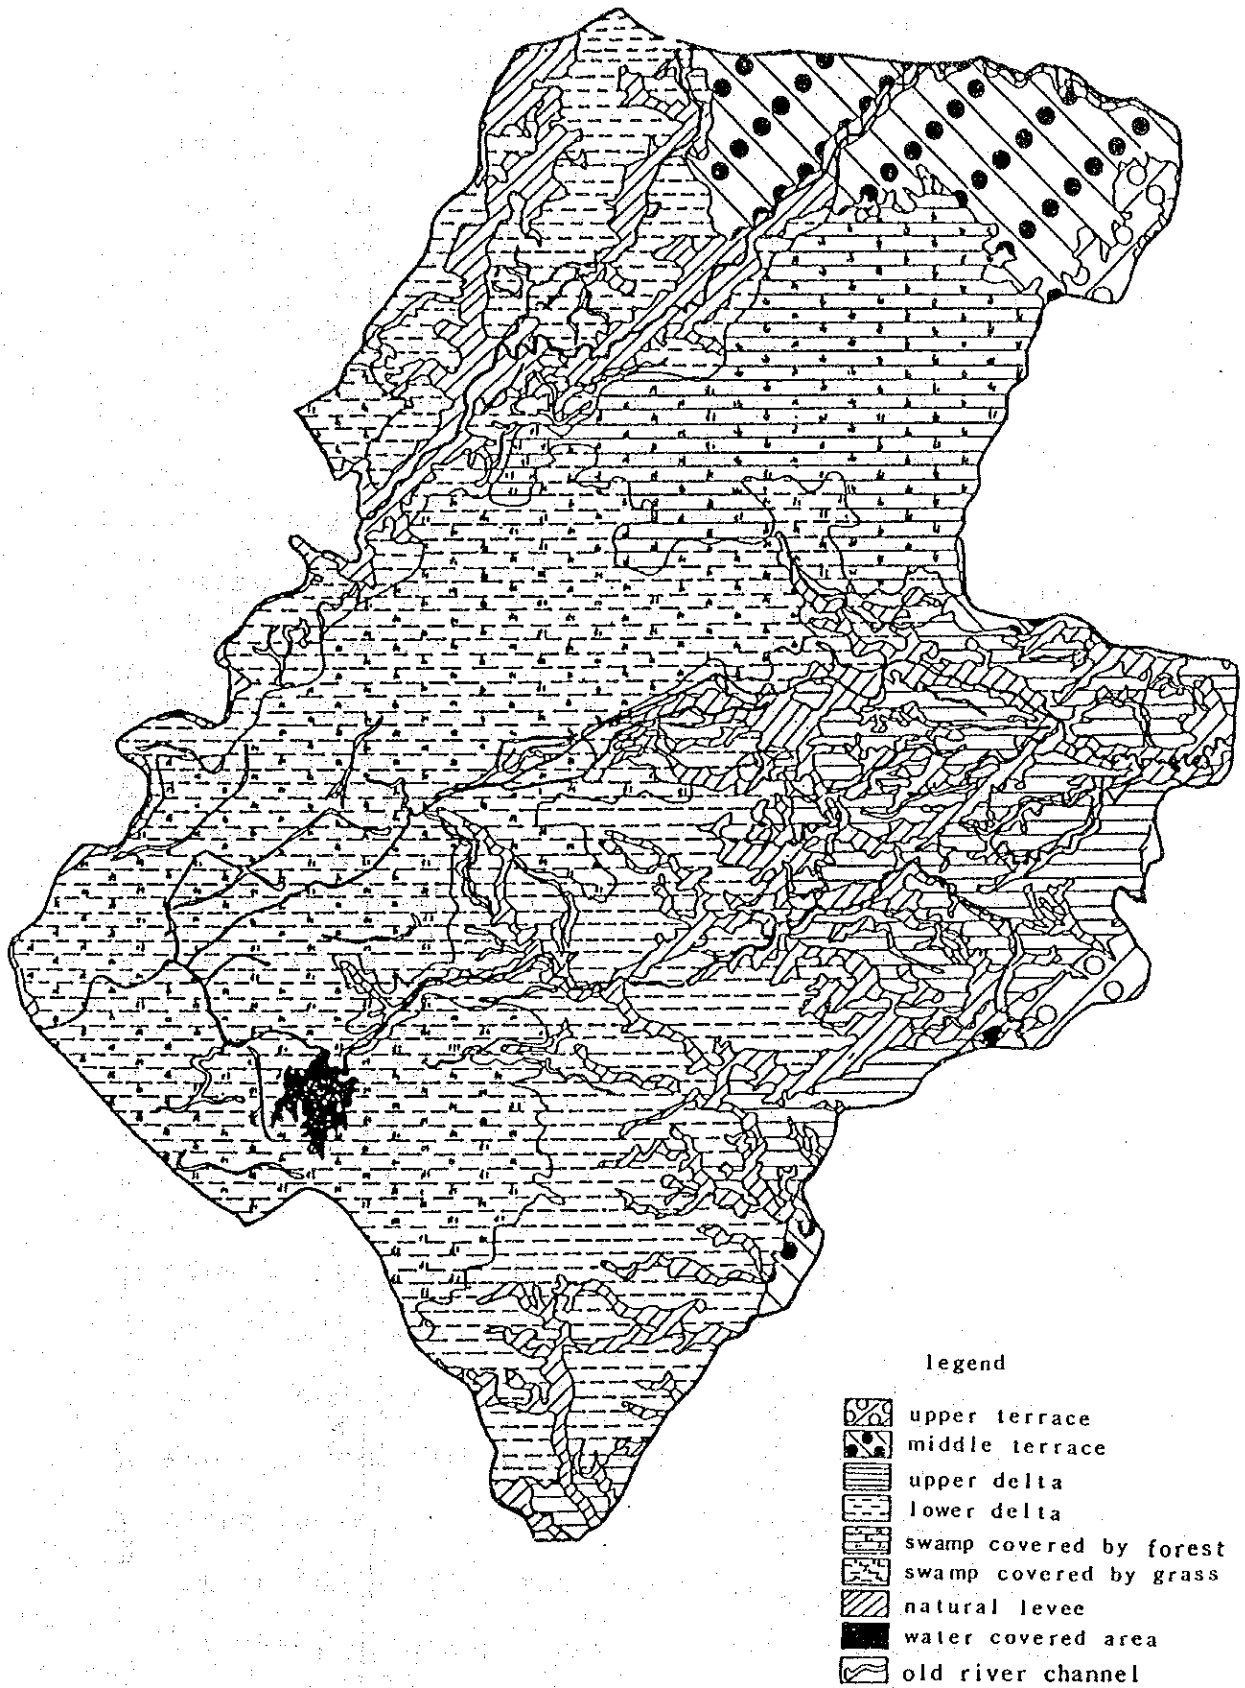 legend
upper terrace
middle terrace
upper delta
lower delta
swamp covered by forest
swamp covered by grass
natural levee
water covered area
old river channel